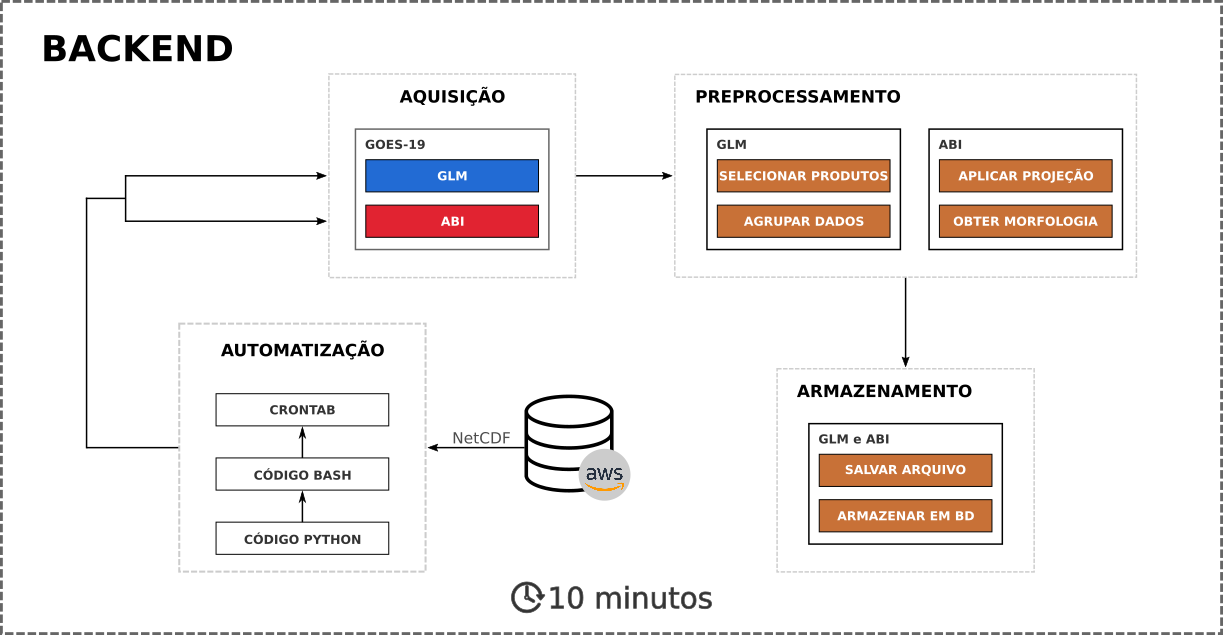 BACKEND
AQUISIÇÃO
GOES-19
GLM
ABI
PREPROCESSAMENTO
GLM
SELECIONAR PRODUTOS
AGRUPAR DADOS
ABI
APLICAR PROJEÇÃO
OBTER MORFOLOGIA
AUTOMATIZAÇÃO
CRONTAB
CÓDIGO BASH
CÓDIGO PYTHON
NetCDF
aws
ARMAZENAMENTO
GLM e ABI
SALVAR ARQUIVO
ARMAZENAR EM BD
10 minutos